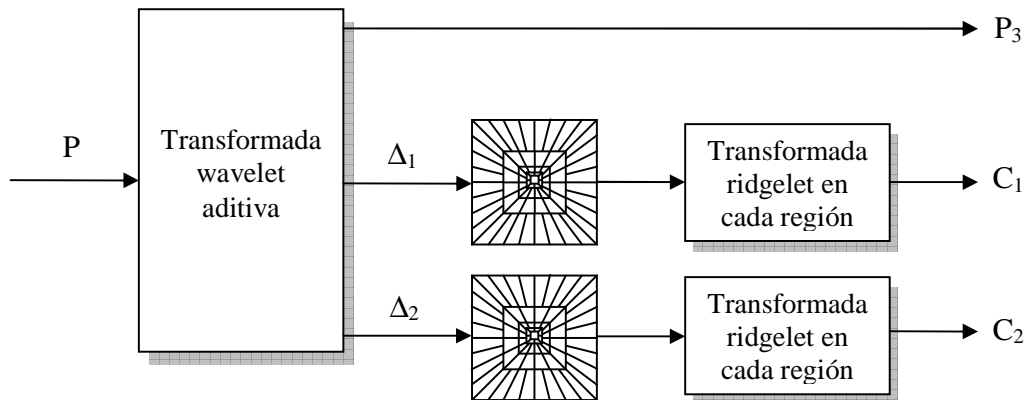 P₃
P
Transformada
wavelet
aditiva
Δ₁
Transformada
ridgelet en
cada región
C₁
Δ₂
Transformada
ridgelet en
cada región
C₂